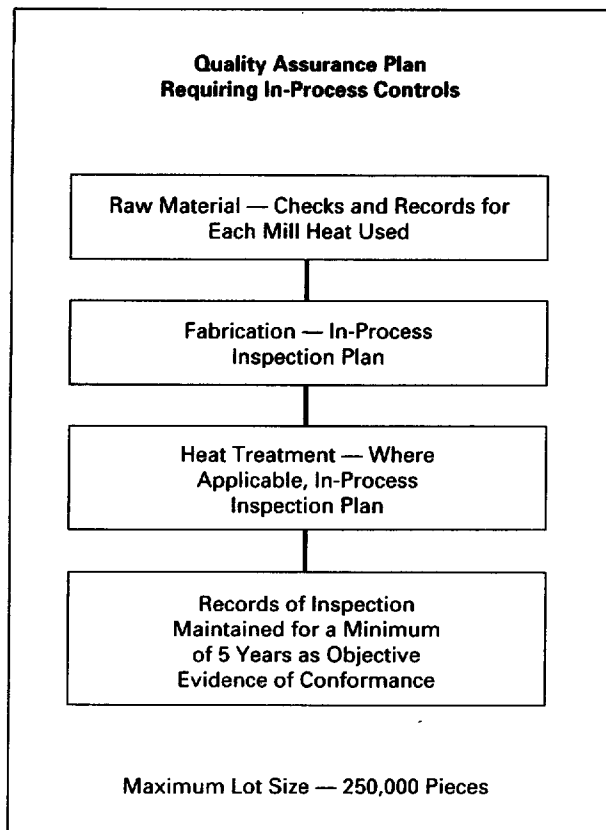 Quality Assurance Plan
Requiring In-Process Controls
Raw Material — Checks and Records for
Each Mill Heat Used
Fabrication — In-Process
Inspection Plan
Heat Treatment — Where
Applicable, In-Process
Inspection Plan
Records of Inspection
Maintained for a Minimum
of 5 Years as Objective
Evidence of Conformance
Maximum Lot Size — 250,000 Pieces